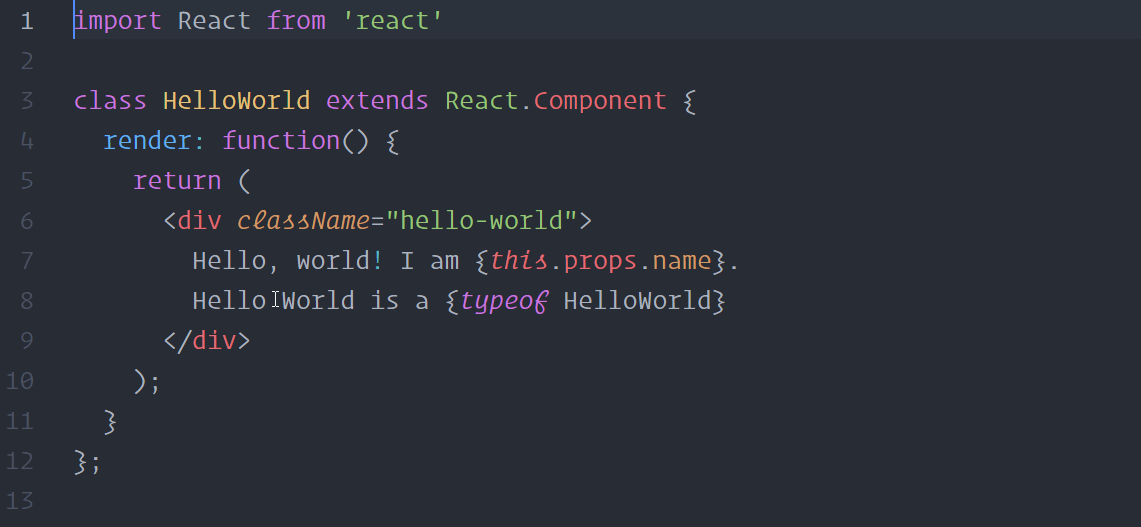 1 import React from 'react'
2
3 class HelloWorld extends React.Component {
4   render: function() {
5     return (
6       <div className="hello-world">
7         Hello, world! I am {this.props.name}.
8         Hello World is a {typeof HelloWorld}
9       </div>
10     );
11   }
12 };
13